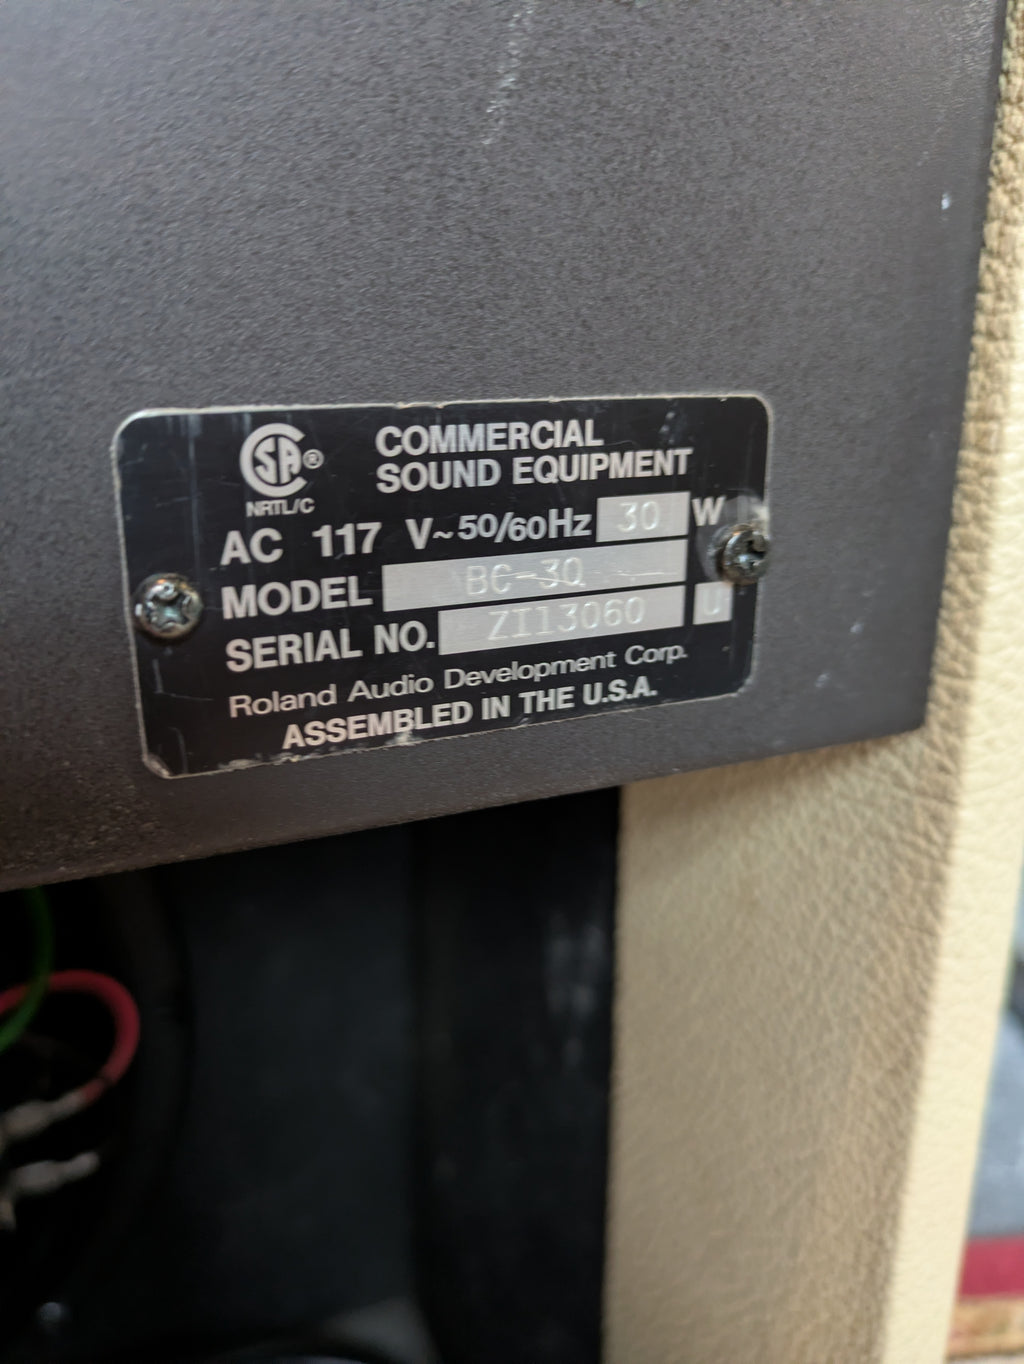 CSA®
NRTL/C
COMMERCIAL
SOUND EQUIPMENT
AC 117 V~50/60Hz 30 W
MODEL BC-30
SERIAL NO. ZI13060 U
Roland Audio Development Corp.
ASSEMBLED IN THE U.S.A.